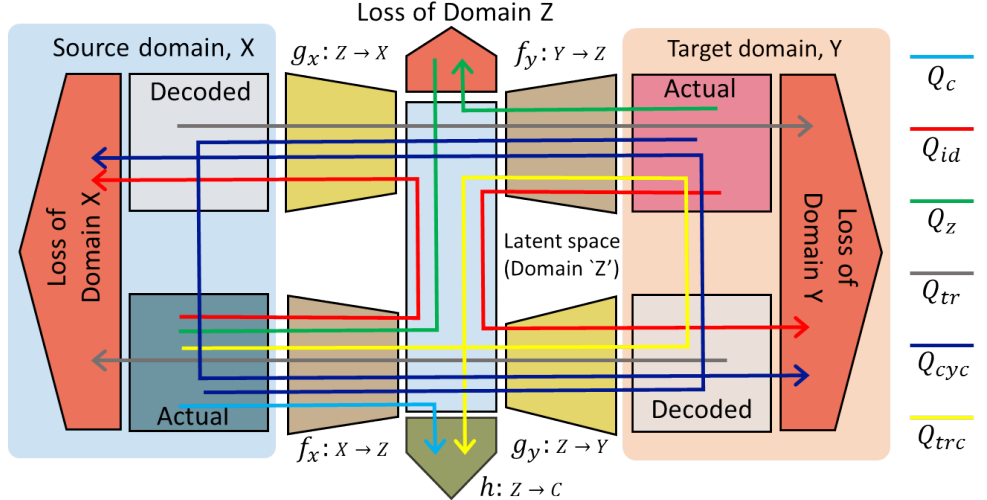 Loss of Domain Z
Source domain, X
g_x: Z → X
f_y: Y → Z
Target domain, Y
Decoded
Actual
Loss of
Domain X
Latent space
(Domain `Z')
Loss of
Domain Y
Actual
Decoded
f_x: X → Z
g_y: Z → Y
h: Z → C
Q_c
Q_id
Q_z
Q_tr
Q_cyc
Q_trc